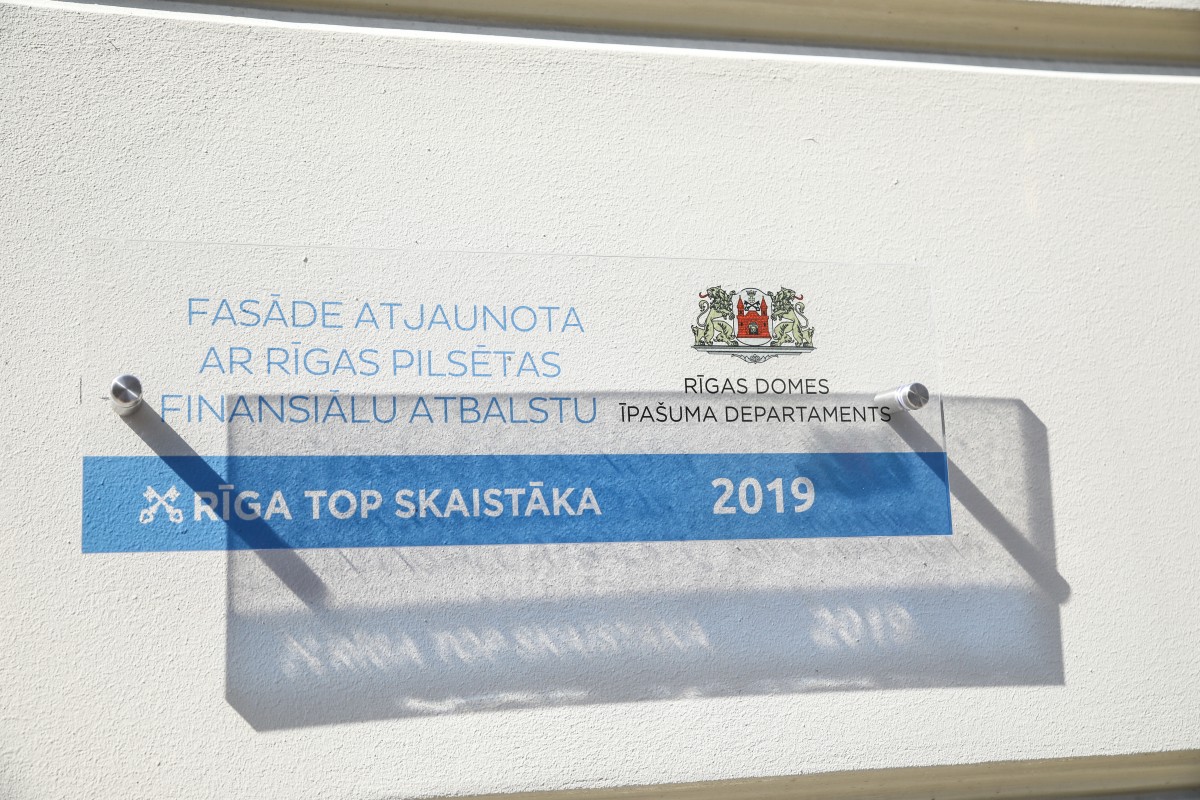 FASĀDE ATJAUNOTA
AR RĪGAS PILSĒTAS
FINANSIĀLU ATBALSTU
RĪGAS DOMES
ĪPAŠUMA DEPARTAMENTS
RĪGA TOP SKAISTĀKA 2019